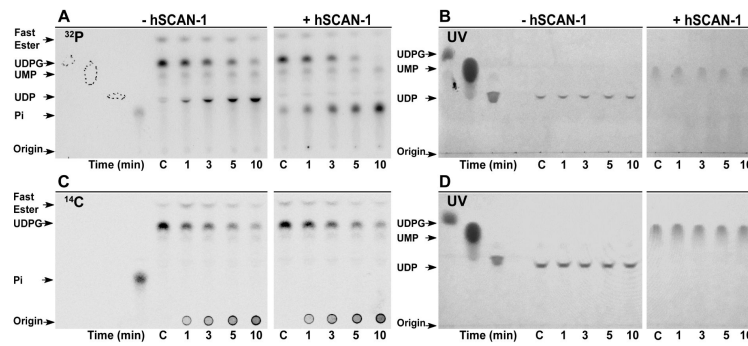 A - hSCAN-1 + hSCAN-1 B - hSCAN-1 + hSCAN-1
Fast
Ester
32P
UV
UDPG
UMP
UDP
Pi
Origin
UDPG
UMP
UDP
Origin
Time (min) C 1 3 5 10 C 1 3 5 10
Time (min) C 1 3 5 10 C 1 3 5 10
C
D
Fast
Ester
14C
UV
UDPG
Pi
Origin
UDPG
UMP
UDP
Origin
Time (min) C 1 3 5 10 C 1 3 5 10
Time (min) C 1 3 5 10 C 1 3 5 10